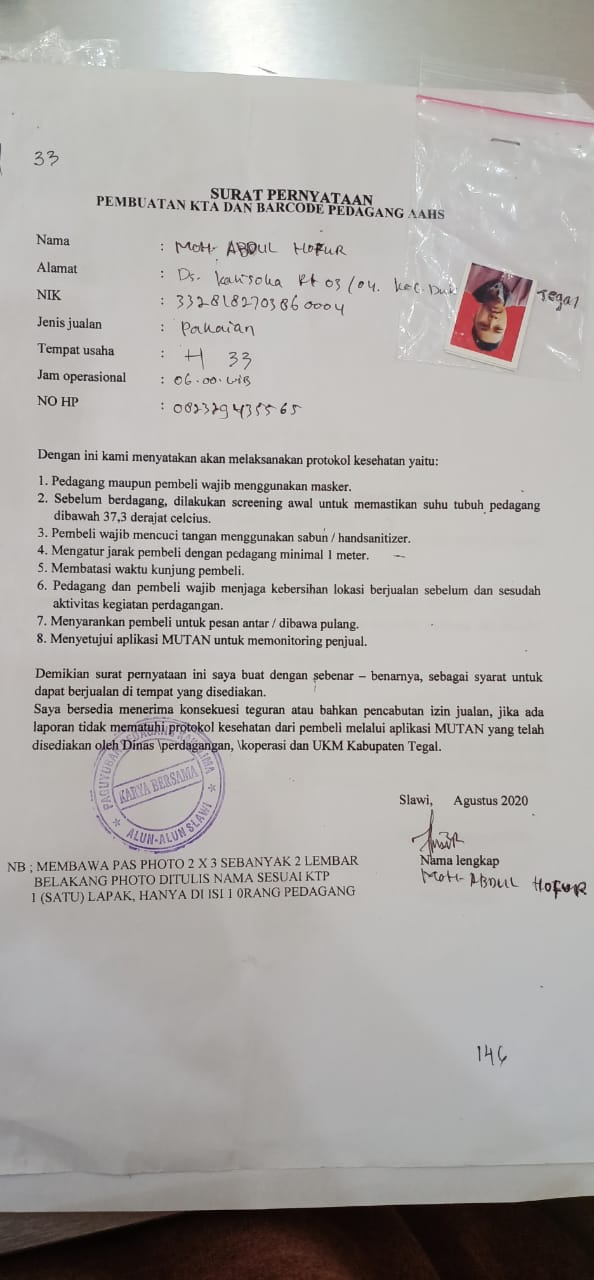 33
SURAT PERNYATAAN
PEMBUATAN KTA DAN BARCODE PEDAGANG AAHS
Nama : MOH. ABDUL HOFUR
Alamat : Ds. kalisoka Rt 03/04. kec. Duk Tegal
NIK : 3328182703860004
Jenis jualan : Pakaian
Tempat usaha : H 33
Jam operasional : 06.00.WIB
NO HP : 082329435565
Dengan ini kami menyatakan akan melaksanakan protokol kesehatan yaitu:
1. Pedagang maupun pembeli wajib menggunakan masker.
2. Sebelum berdagang, dilakukan screening awal untuk memastikan suhu tubuh pedagang
dibawah 37,3 derajat celcius.
3. Pembeli wajib mencuci tangan menggunakan sabun / handsanitizer.
4. Mengatur jarak pembeli dengan pedagang minimal 1 meter.
5. Membatasi waktu kunjung pembeli.
6. Pedagang dan pembeli wajib menjaga kebersihan lokasi berjualan sebelum dan sesudah
aktivitas kegiatan perdagangan.
7. Menyarankan pembeli untuk pesan antar / dibawa pulang.
8. Menyetujui aplikasi MUTAN untuk memonitoring penjual.
Demikian surat pernyataan ini saya buat dengan sebenar – benarnya, sebagai syarat untuk
dapat berjualan di tempat yang disediakan.
Saya bersedia menerima konsekuesi teguran atau bahkan pencabutan izin jualan, jika ada
laporan tidak mematuhi protokol kesehatan dari pembeli melalui aplikasi MUTAN yang telah
disediakan oleh Dinas \perdagangan, \koperasi dan UKM Kabupaten Tegal.
PAGUYUBAN PEDAGANG
KARYA BERSAMA
ALUN-ALUN SLAWI
Slawi, Agustus 2020
Nama lengkap
MOH. ABDUL HOFUR
NB ; MEMBAWA PAS PHOTO 2 X 3 SEBANYAK 2 LEMBAR
BELAKANG PHOTO DITULIS NAMA SESUAI KTP
1 (SATU) LAPAK, HANYA DI ISI 1 0RANG PEDAGANG
146